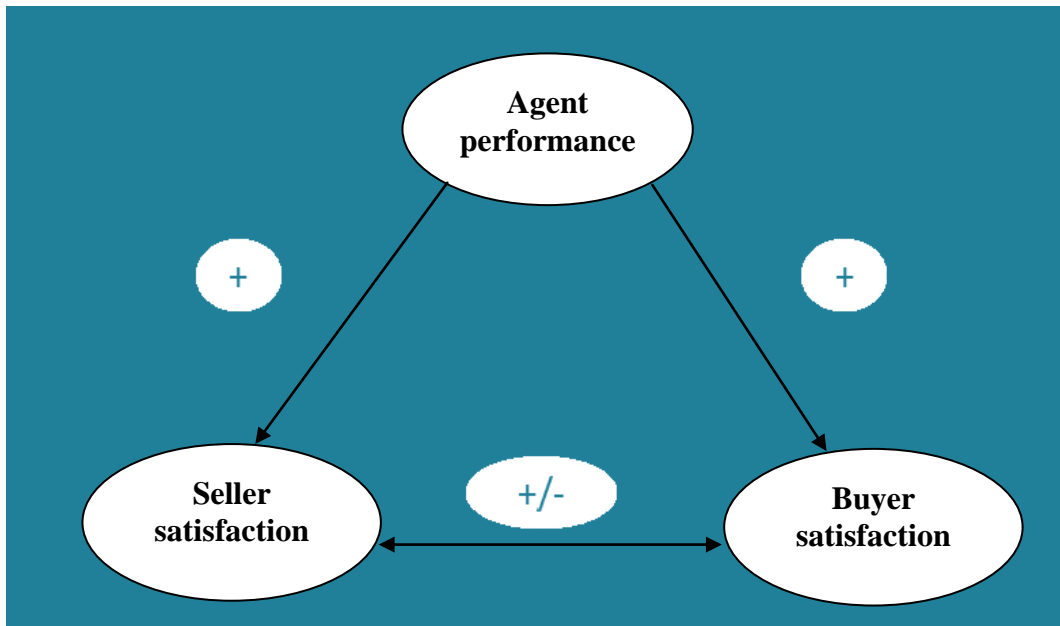 Agent
performance
+
+
Seller
satisfaction
+/-
Buyer
satisfaction